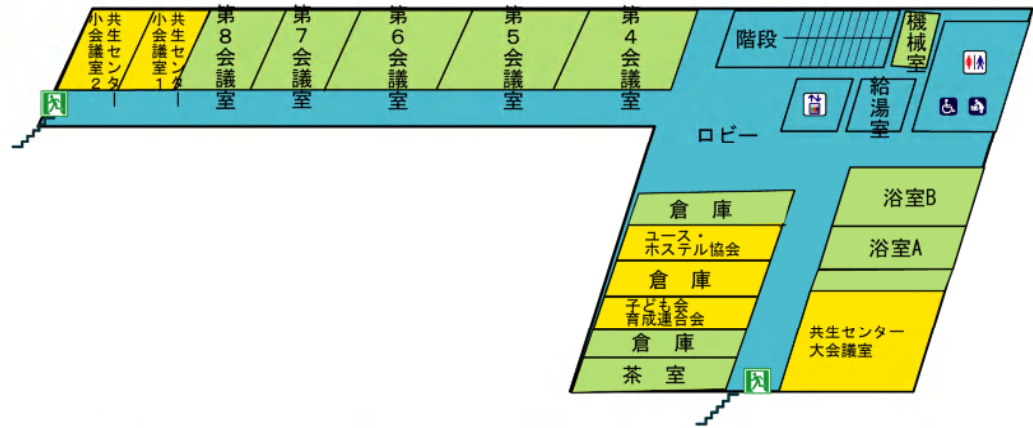 共生センター
小会議室2
共生センター
小会議室1
第8会議室
第7会議室
第6会議室
第5会議室
第4会議室
階段
機械室
給湯室
ロビー
浴室B
浴室A
倉 庫
ユース・
ホステル協会
倉 庫
子ども会
育成連合会
倉 庫
茶 室
共生センター
大会議室